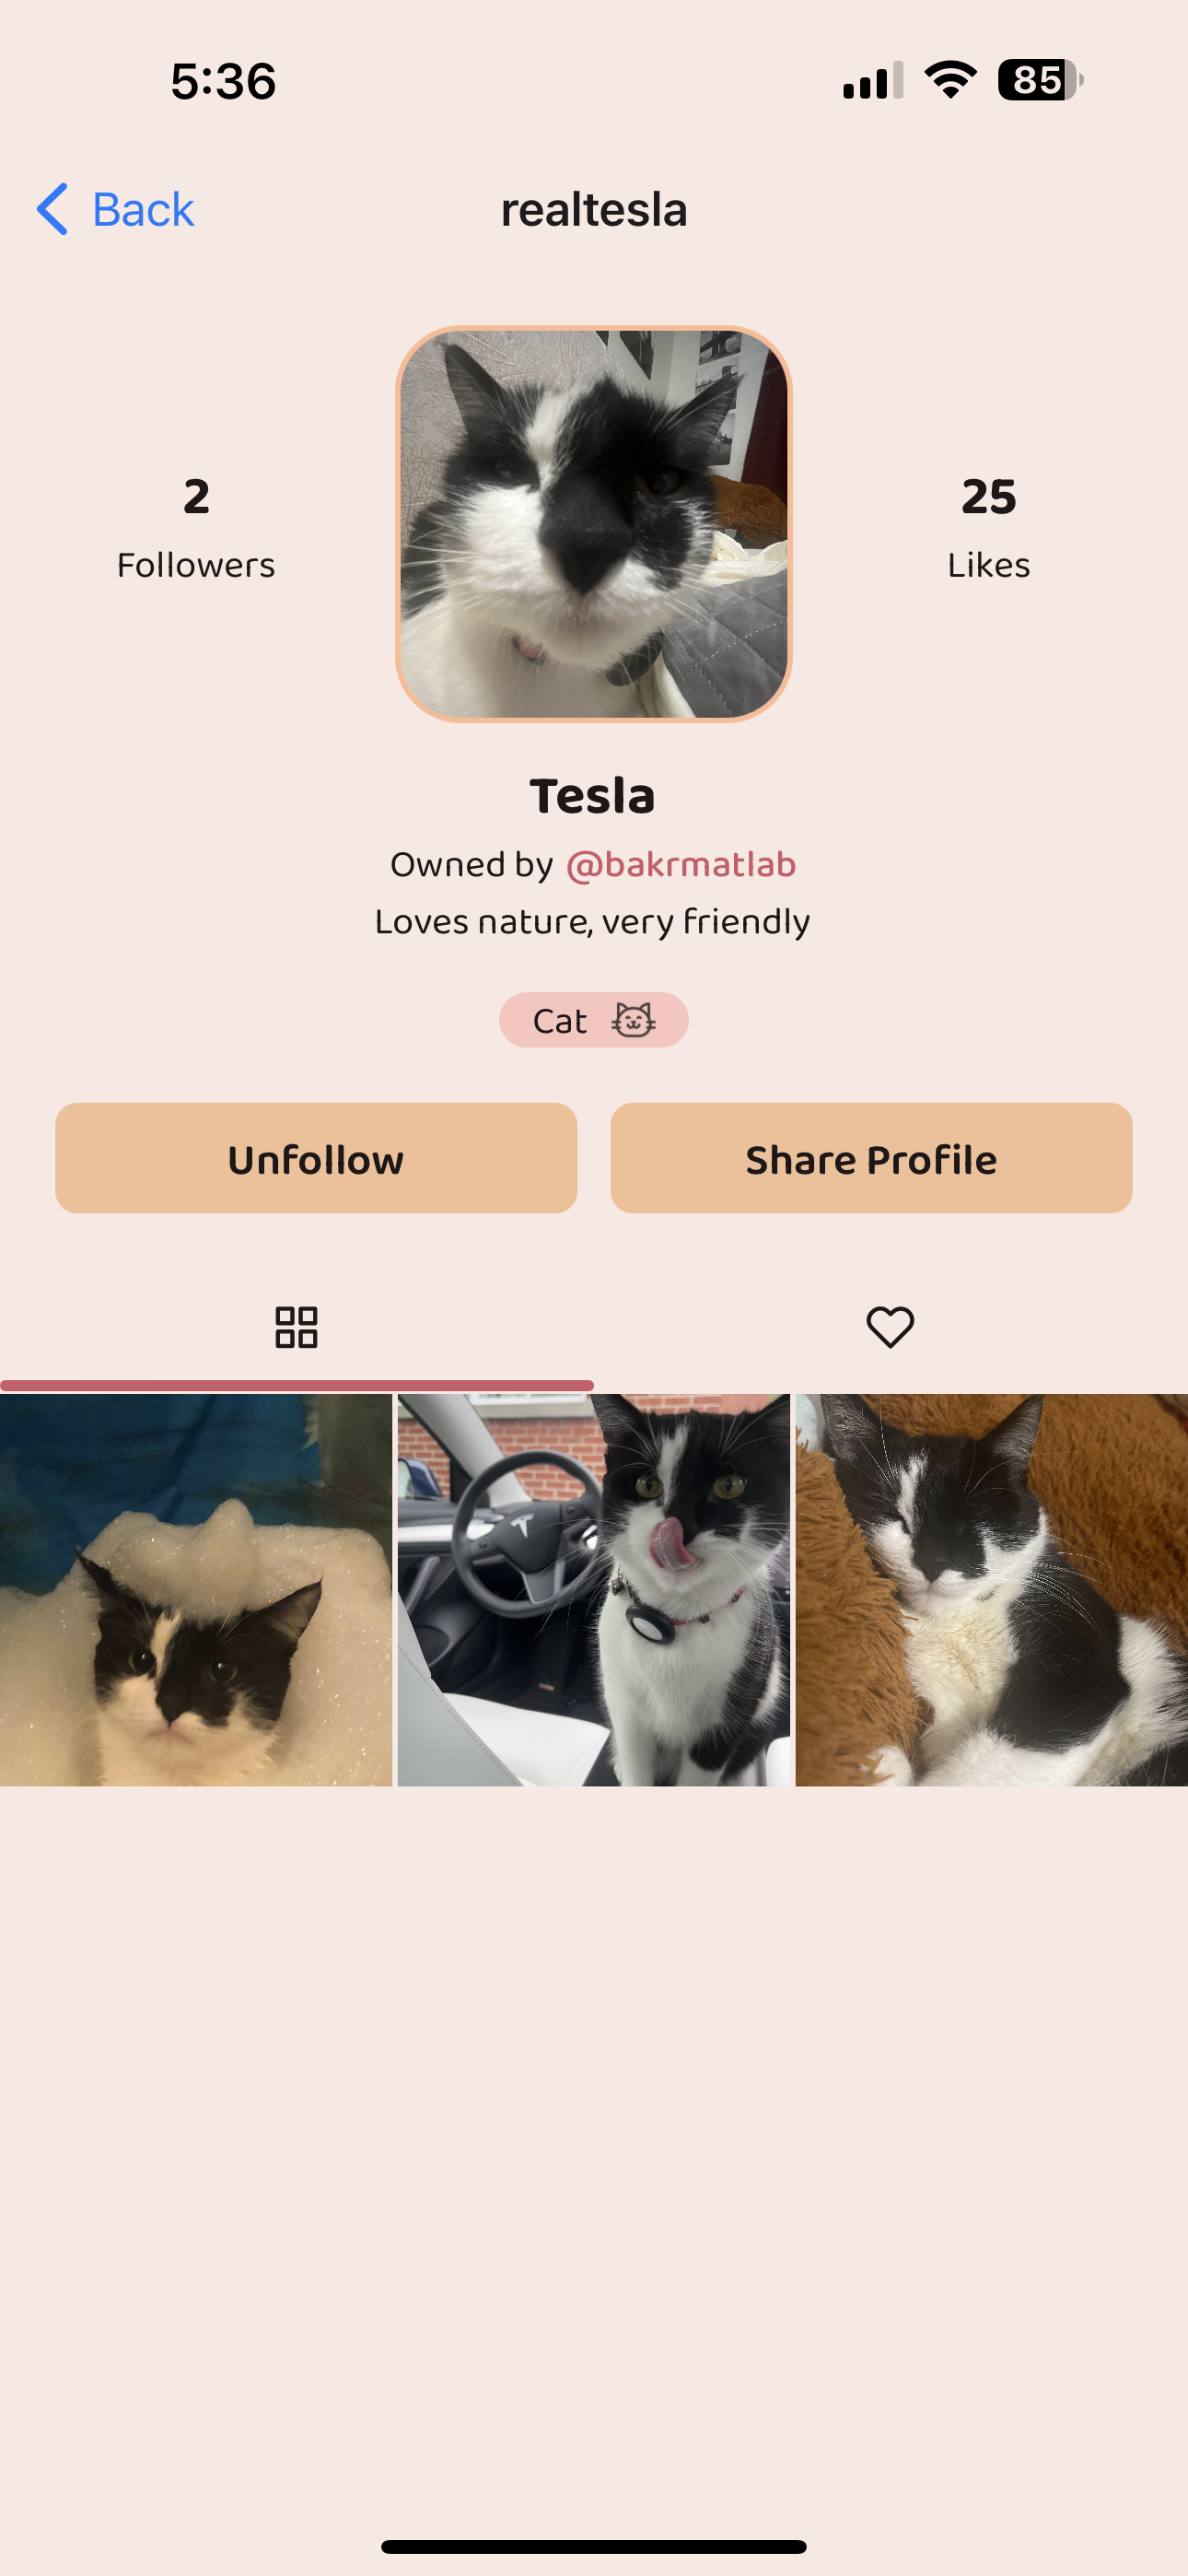 5:36
85
Back
realtesla
2
Followers
25
Likes
Tesla
Owned by @bakrmatlab
Loves nature, very friendly
Cat
Unfollow
Share Profile